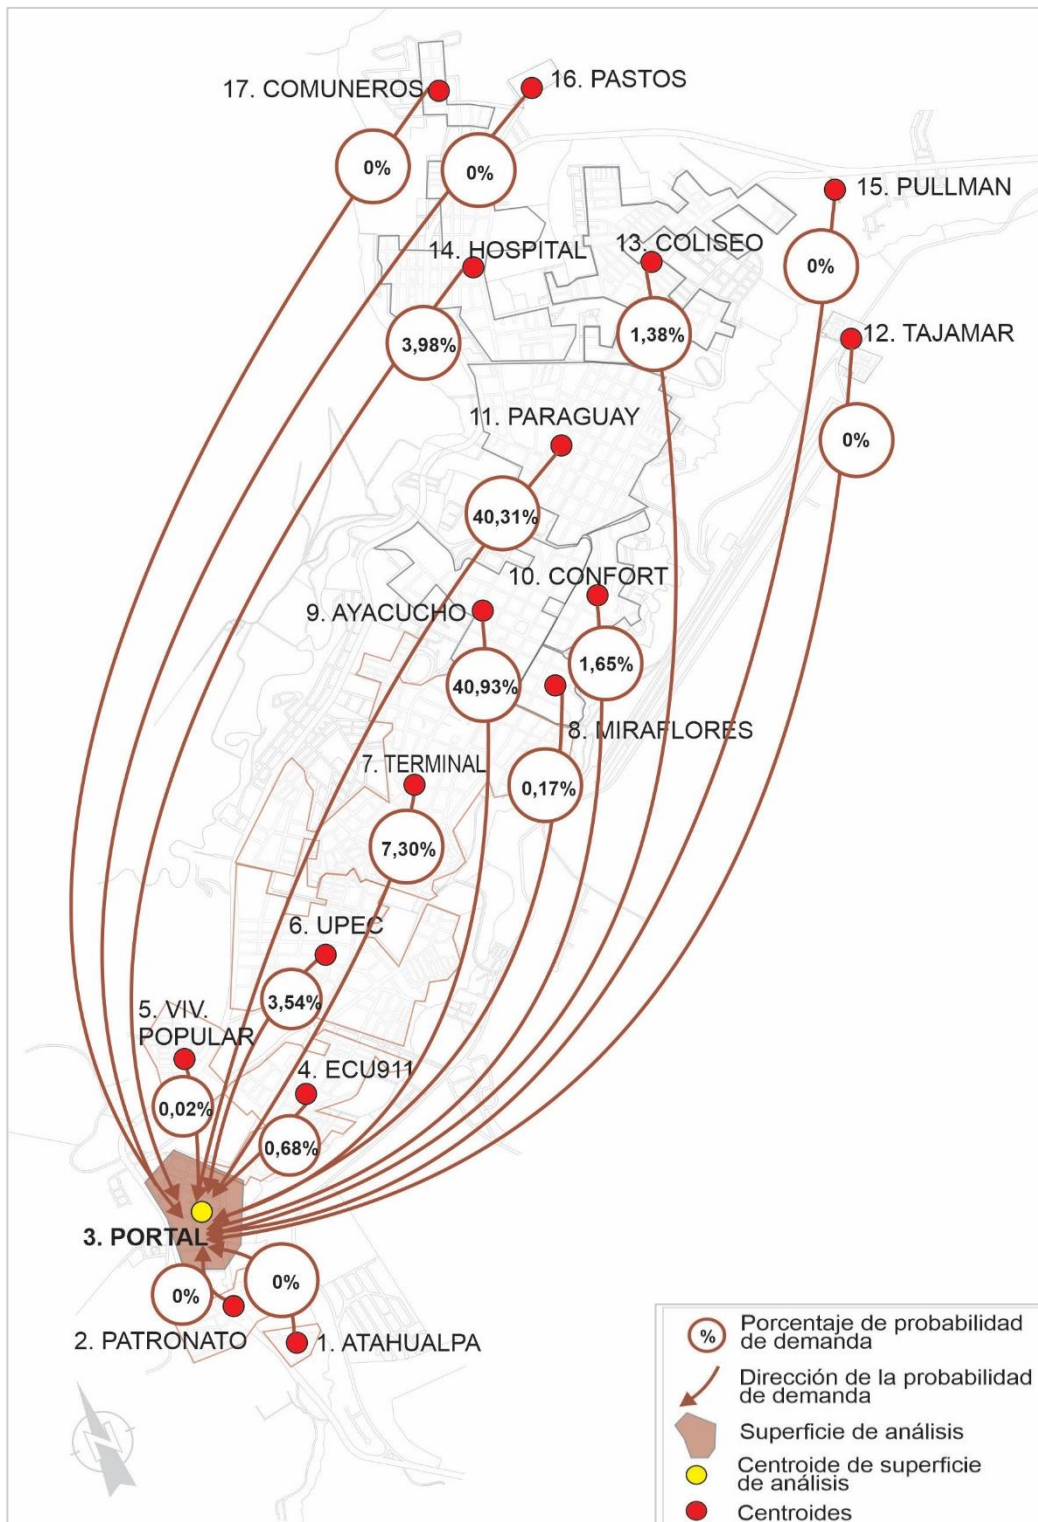 17. COMUNEROS
16. PASTOS
0%
0%
15. PULLMAN
14. HOSPITAL
13. COLISEO
0%
3,98%
1,38%
12. TAJAMAR
11. PARAGUAY
0%
40,31%
10. CONFORT
9. AYACUCHO
1,65%
40,93%
8. MIRAFLORES
7. TERMINAL
0,17%
7,30%
6. UPEC
3,54%
5. VIV.
POPULAR
4. ECU911
0,02%
0,68%
3. PORTAL
0%
0%
2. PATRONATO
1. ATAHUALPA
% Porcentaje de probabilidad
de demanda
Dirección de la probabilidad
de demanda
Superficie de análisis
Centroide de superficie
de análisis
Centroides